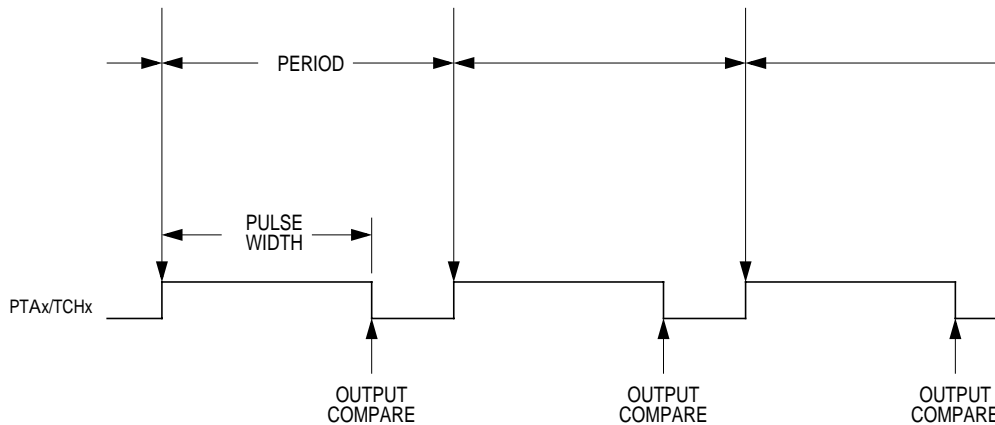 PERIOD
PULSE
WIDTH
PTAx/TCHx
OUTPUT
COMPARE
OUTPUT
COMPARE
OUTPUT
COMPARE